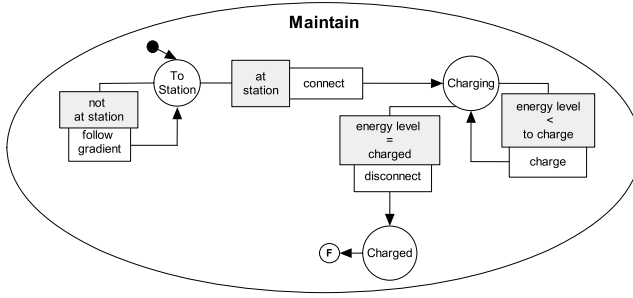 Maintain
To
Station
at
station
connect
Charging
not
at station
follow
gradient
energy level
<
to charge
charge
energy level
=
charged
disconnect
F
Charged